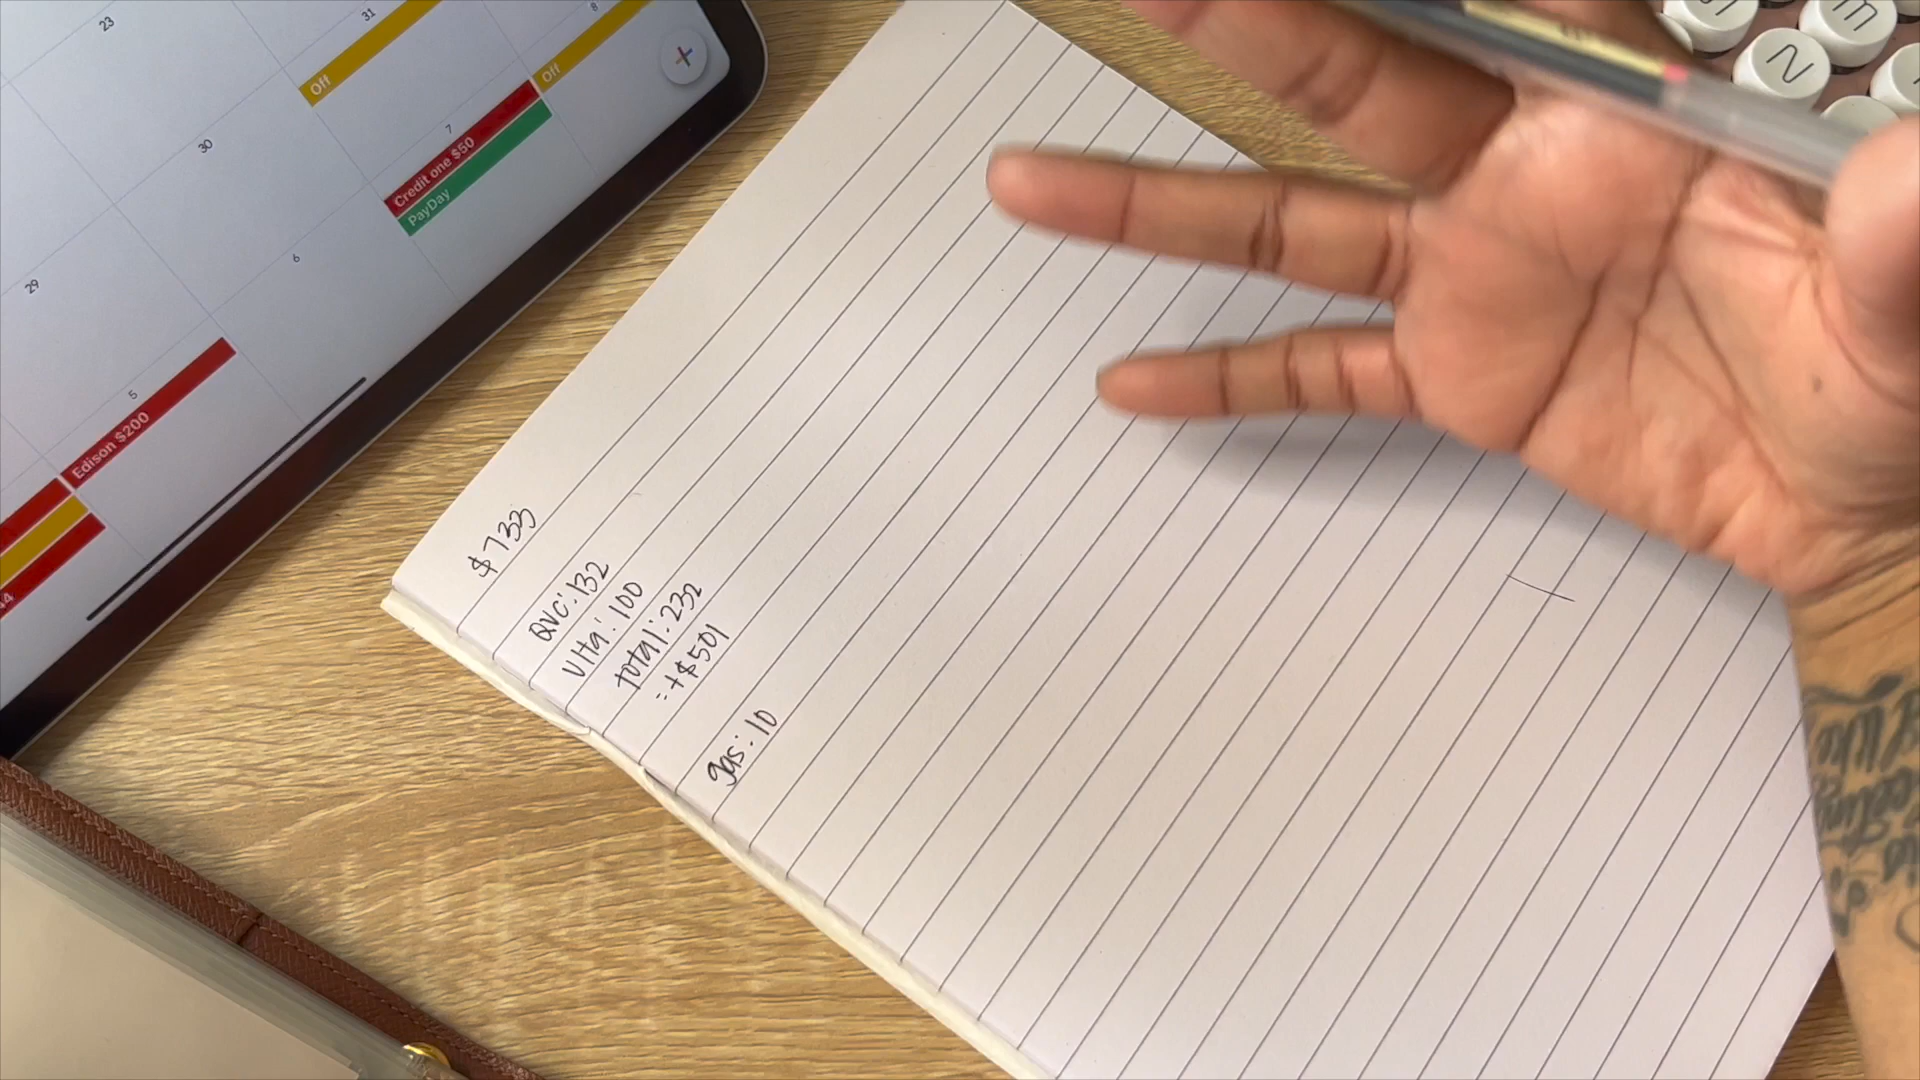 23
31
8
Off
Off
30
7
Credit one $50
PayDay
29
6
5
Edison $200
$733
QVC: 132
Ulta: 100
total: 232
= +$501
gas: 10
N
m